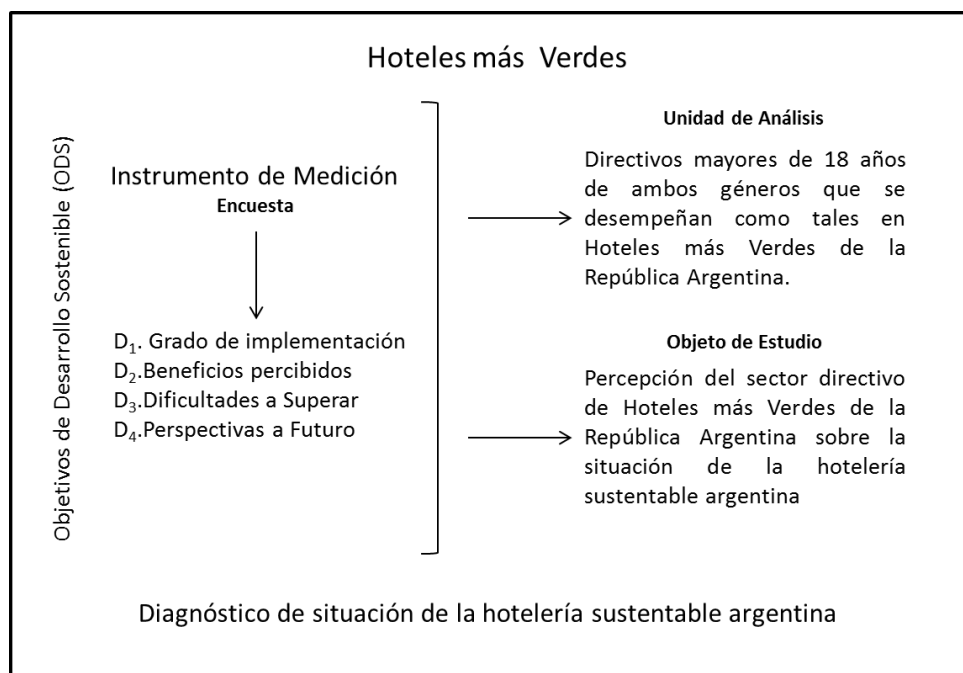 Hoteles más Verdes
Objetivos de Desarrollo Sostenible (ODS)
Instrumento de Medición
Encuesta
D₁. Grado de implementación
D₂.Beneficios percibidos
D₃.Dificultades a Superar
D₄.Perspectivas a Futuro
Unidad de Análisis
Directivos mayores de 18 años
de ambos géneros que se
desempeñan como tales en
Hoteles más Verdes de la
República Argentina.
Objeto de Estudio
Percepción del sector directivo
de Hoteles más Verdes de la
República Argentina sobre la
situación de la hotelería
sustentable argentina
Diagnóstico de situación de la hotelería sustentable argentina